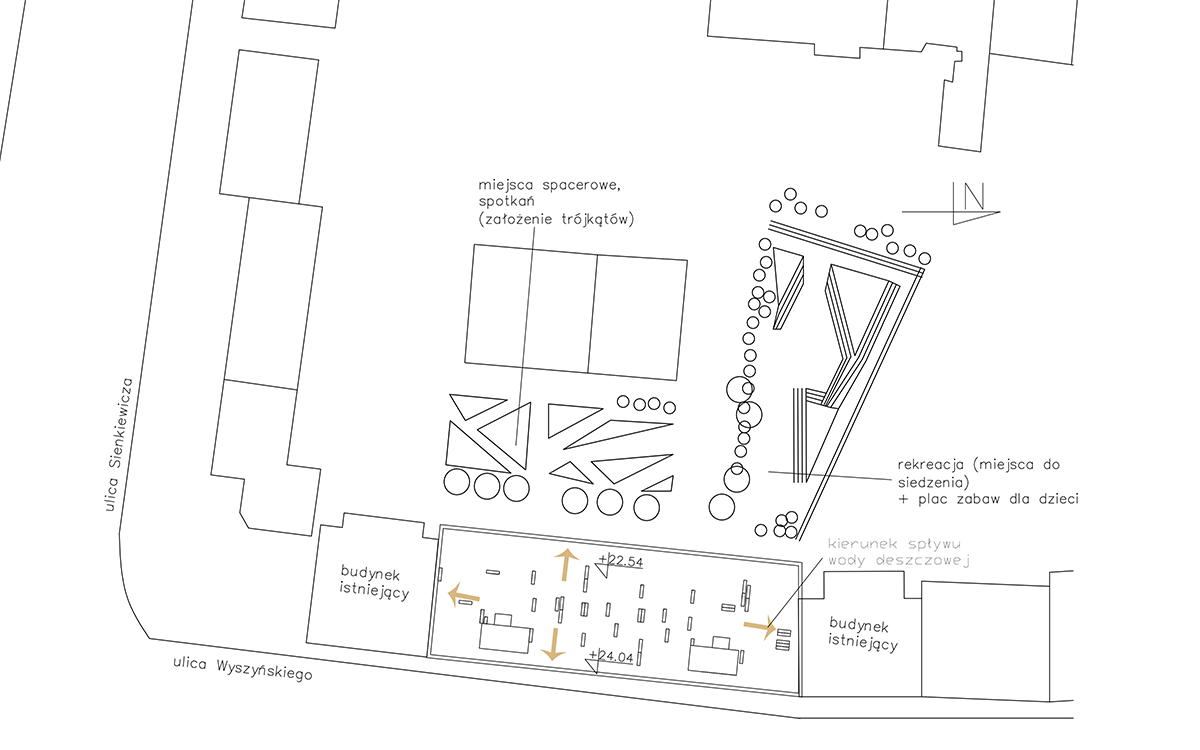 miejsca spacerowe,
spotkań
(założenie trójkątów)
N
ulica Sienkiewicza
rekreacja (miejsca do
siedzenia)
+ plac zabaw dla dzieci
kierunek spływu
wody deszczowej
+22.54
budynek
istniejący
budynek
istniejący
+24.04
ulica Wyszyńskiego